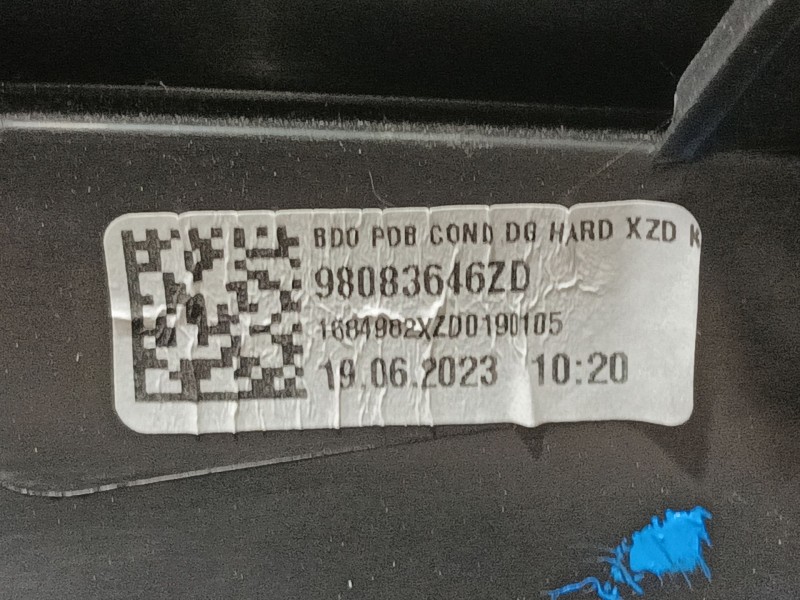 BDO PDB COND DG HARD XZD K
98083646ZD
1684982XZD0190105
19.06.2023 10:20